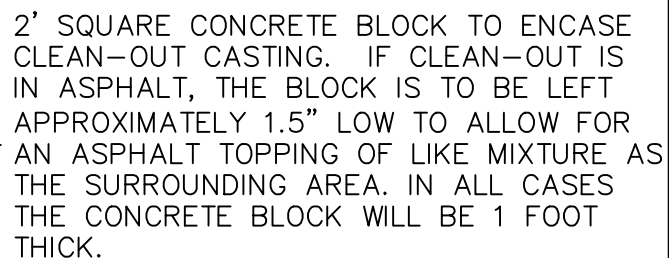 2’ SQUARE CONCRETE BLOCK TO ENCASE
CLEAN–OUT CASTING.  IF CLEAN–OUT IS
IN ASPHALT, THE BLOCK IS TO BE LEFT
APPROXIMATELY 1.5” LOW TO ALLOW FOR
AN ASPHALT TOPPING OF LIKE MIXTURE AS
THE SURROUNDING AREA. IN ALL CASES
THE CONCRETE BLOCK WILL BE 1 FOOT
THICK.